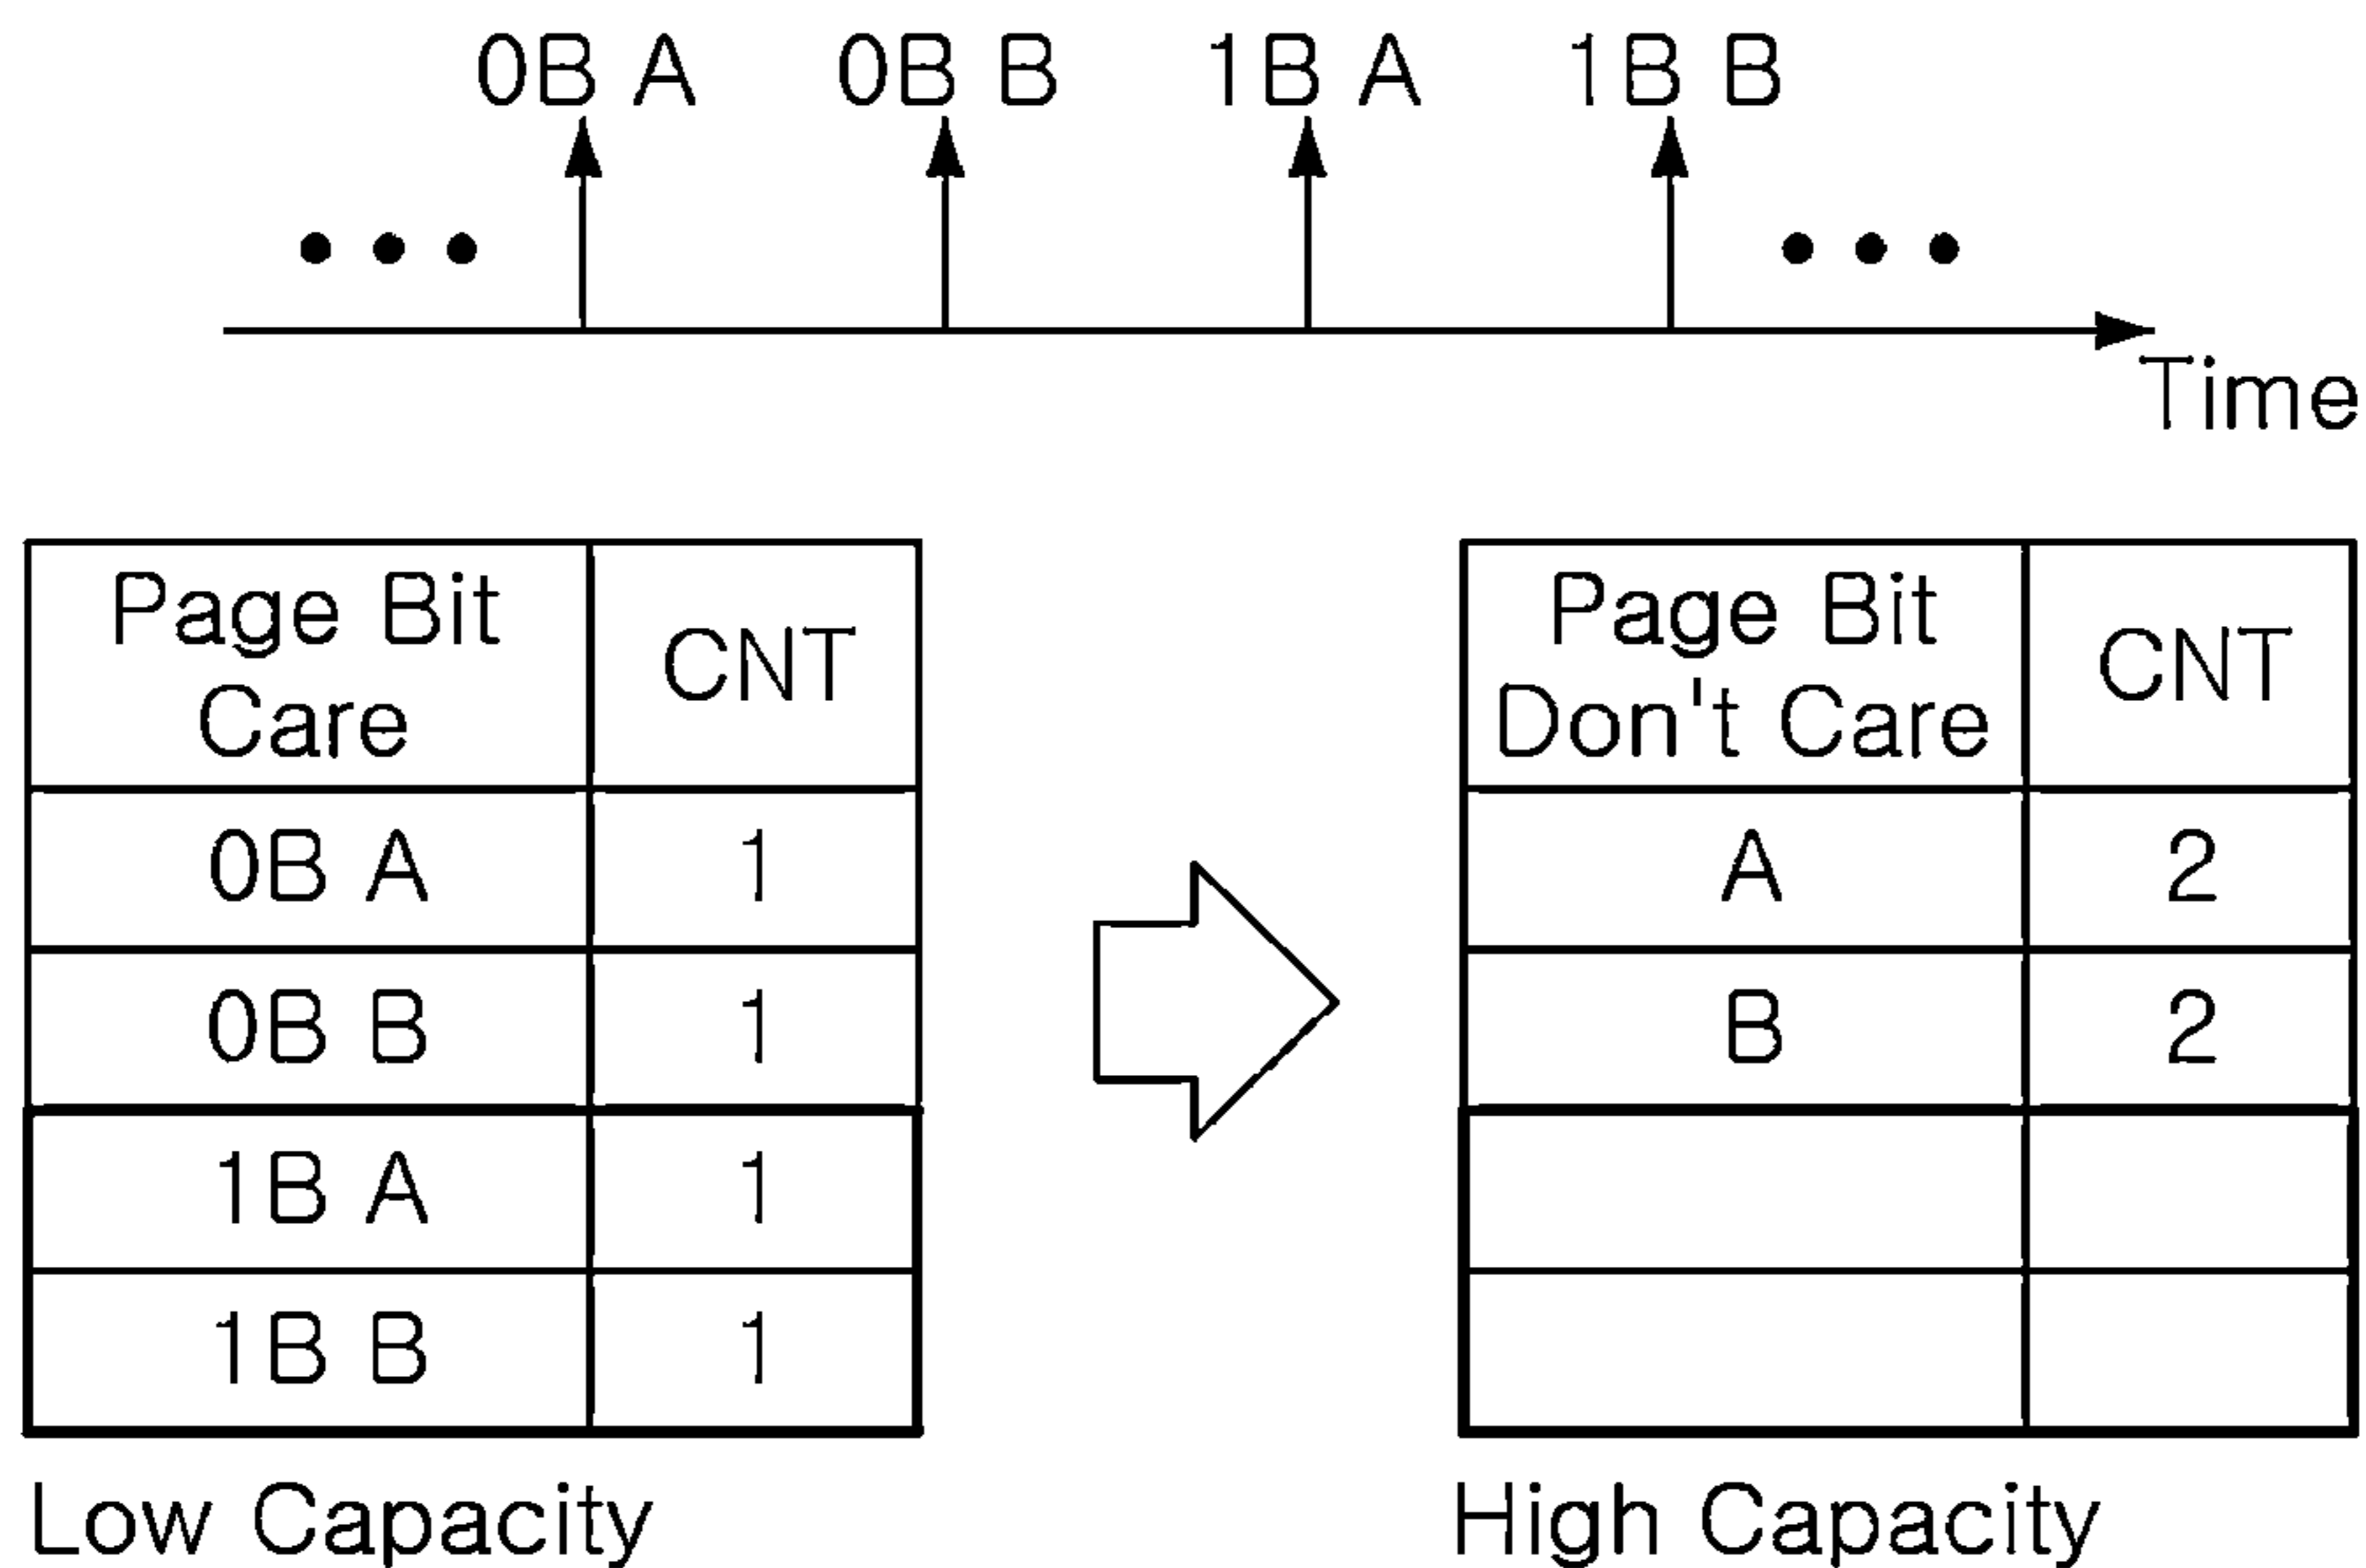 0B A 0B B 1B A 1B B
Time
Page Bit
Care
CNT
0B A 1
0B B 1
1B A 1
1B B 1
Low Capacity
Page Bit
Don't Care
CNT
A 2
B 2
High Capacity